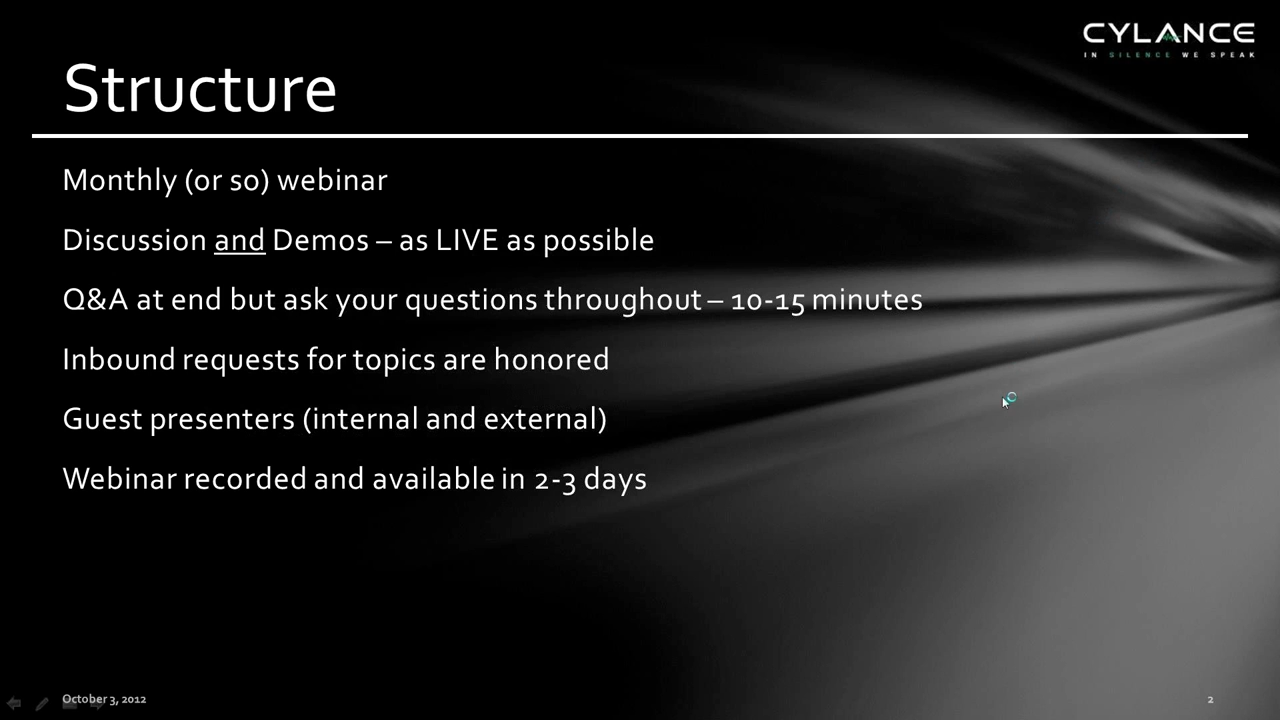 CYLANCE
IN SILENCE WE SPEAK
Structure
Monthly (or so) webinar
Discussion and Demos – as LIVE as possible
Q&A at end but ask your questions throughout – 10-15 minutes
Inbound requests for topics are honored
Guest presenters (internal and external)
Webinar recorded and available in 2-3 days
October 3, 2012
2